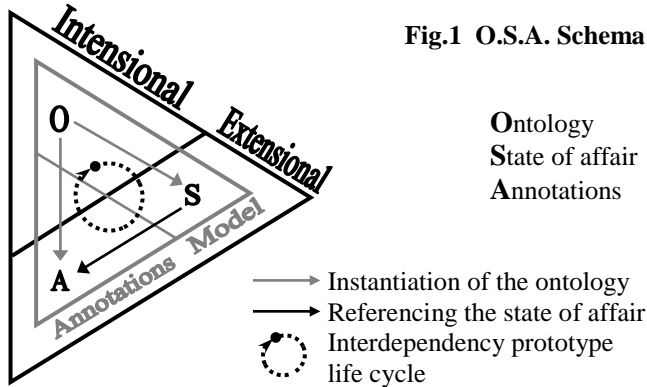 Fig.1 O.S.A. Schema
Intensional
Extensional
O
S
A
Annotations
Model
Ontology
State of affair
Annotations
Instantiation of the ontology
Referencing the state of affair
Interdependency prototype
life cycle